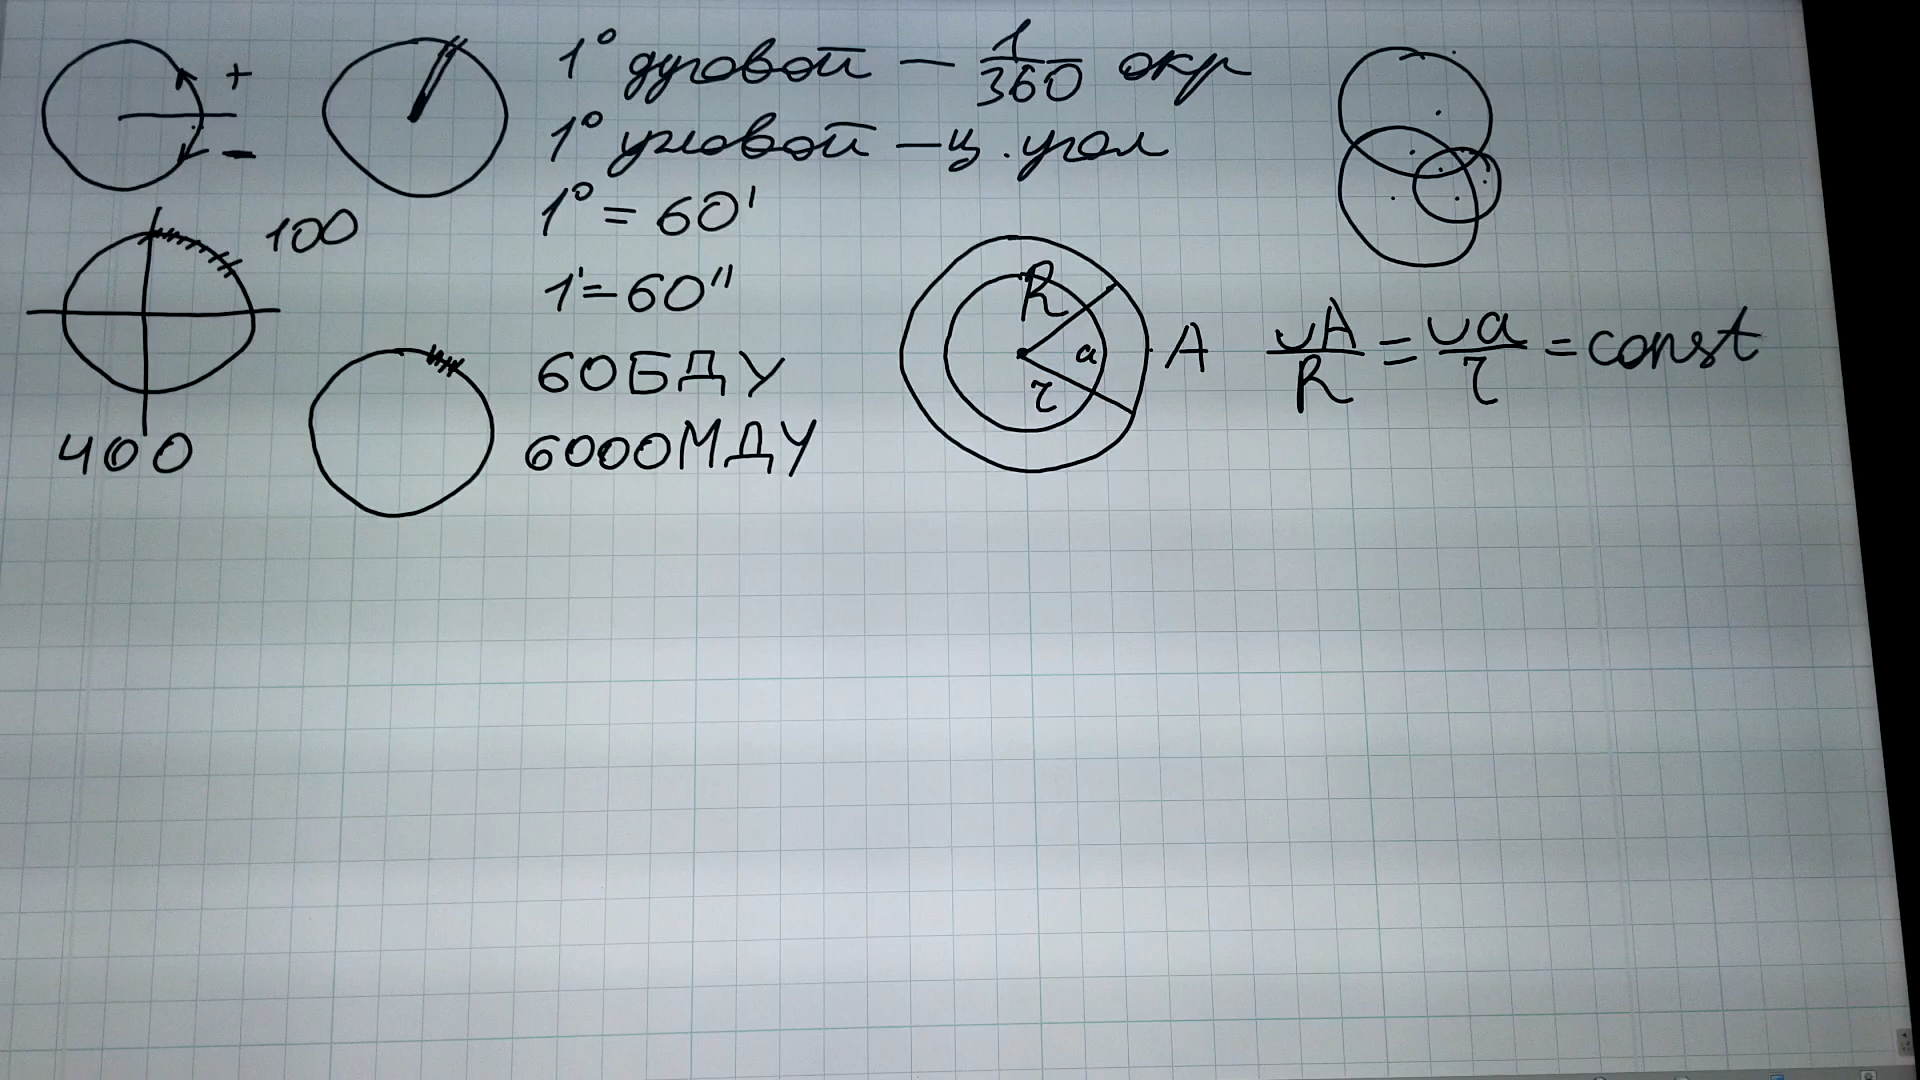 +
−
1° дуговой — 1/360 окр
1° угловой — ц. угол
1° = 60'
100
1' = 60''
R
a
r
A
◡A/R = ◡a/r = const
60БДУ
400
6000МДУ